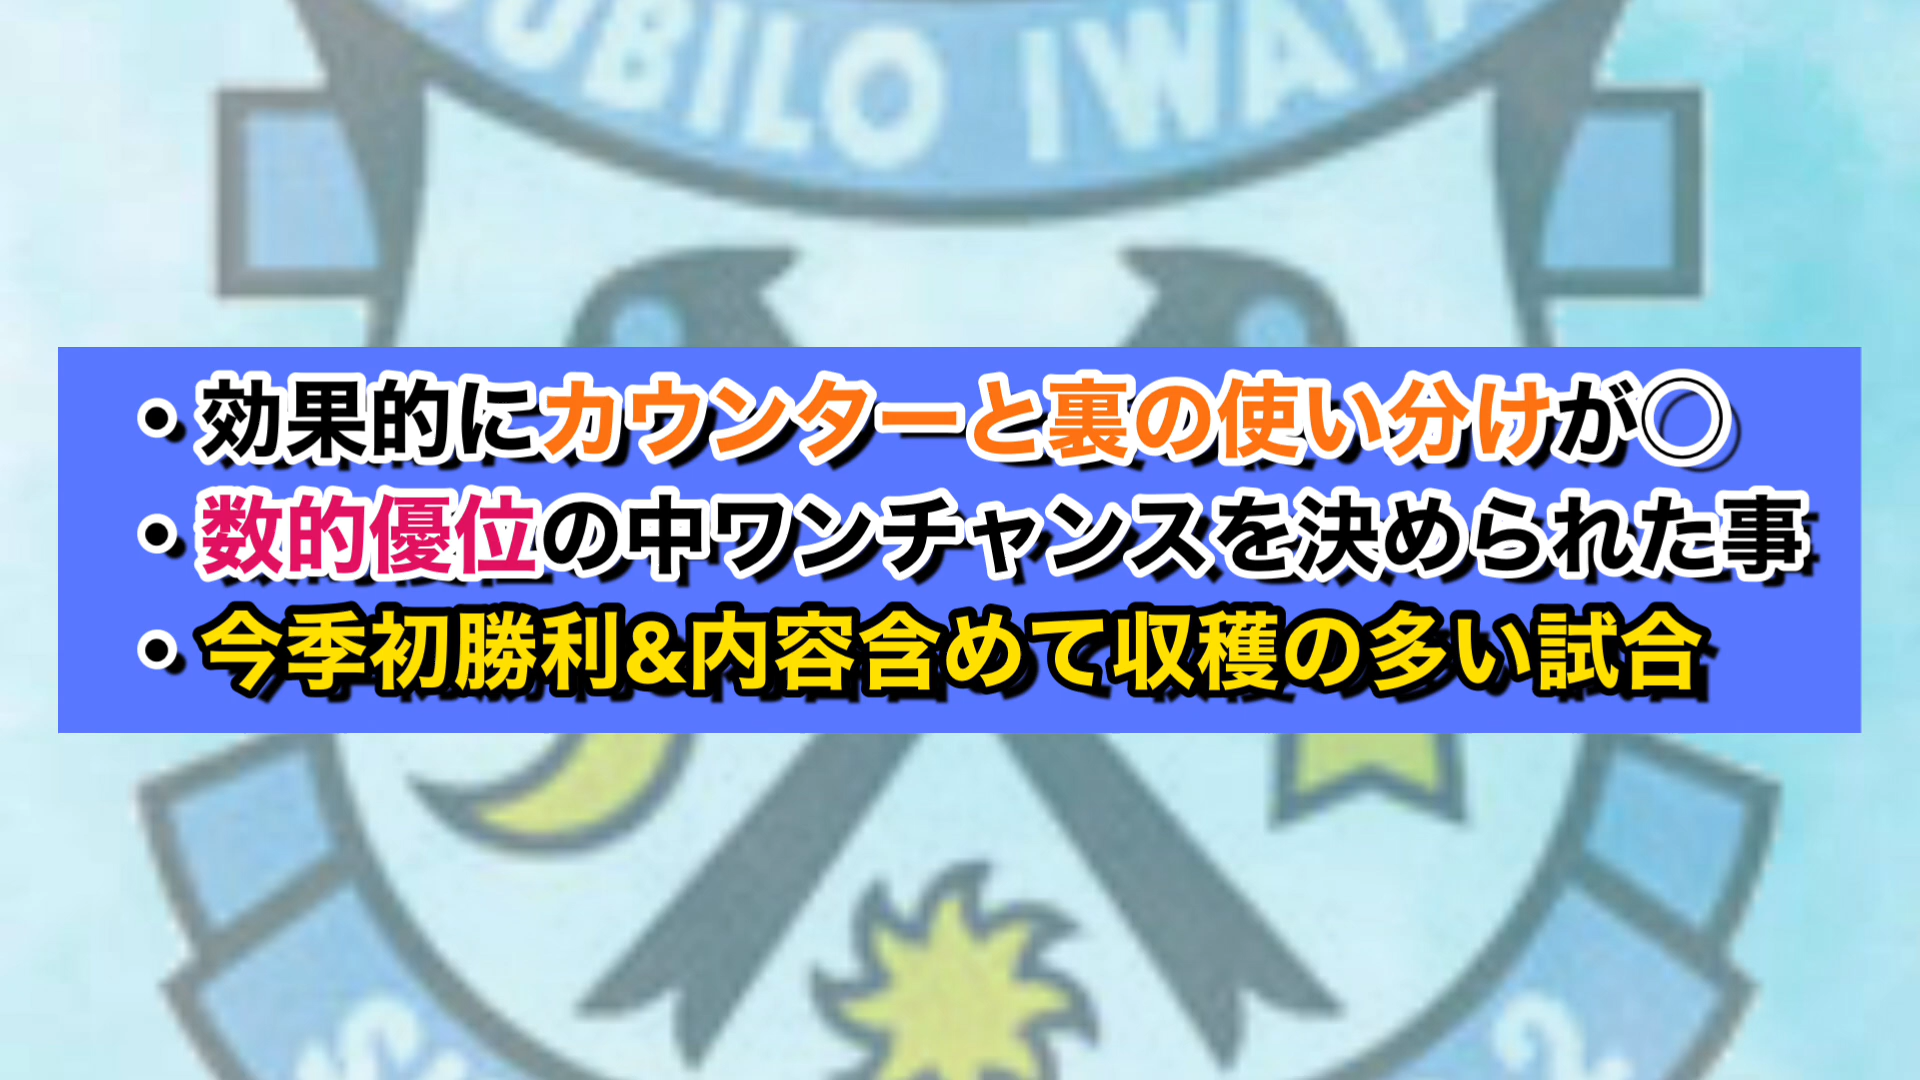 UBILO IWATA
・効果的にカウンターと裏の使い分けが◯
・数的優位の中ワンチャンスを決められた事
・今季初勝利&内容含めて収穫の多い試合